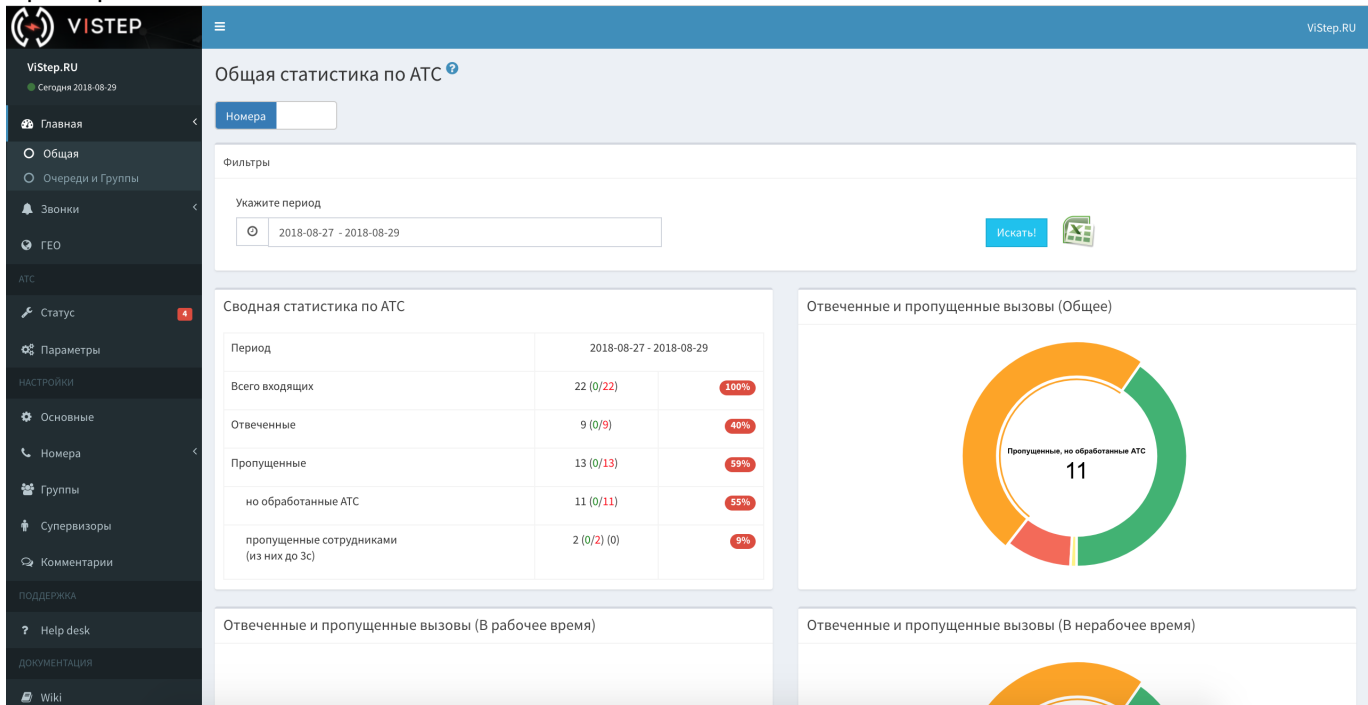 VISTEP
ViStep.RU
ViStep.RU
Сегодня 2018-08-29
Главная
Общая
Очереди и Группы
Звонки
ГЕО
АТС
Статус 4
Параметры
НАСТРОЙКИ
Основные
Номера
Группы
Супервизоры
Комментарии
ПОДДЕРЖКА
? Help desk
ДОКУМЕНТАЦИЯ
Wiki
Общая статистика по АТС ?
Номера
Фильтры
Укажите период
2018-08-27 - 2018-08-29
Искать!
Сводная статистика по АТС
Период 2018-08-27 - 2018-08-29
Всего входящих 22 (0/22) 100%
Отвеченные 9 (0/9) 40%
Пропущенные 13 (0/13) 59%
но обработанные АТС 11 (0/11) 55%
пропущенные сотрудниками 2 (0/2) (0) 9%
(из них до 3с)
Отвеченные и пропущенные вызовы (Общее)
Пропущенные, но обработанные АТС
11
Отвеченные и пропущенные вызовы (В рабочее время)
Отвеченные и пропущенные вызовы (В нерабочее время)